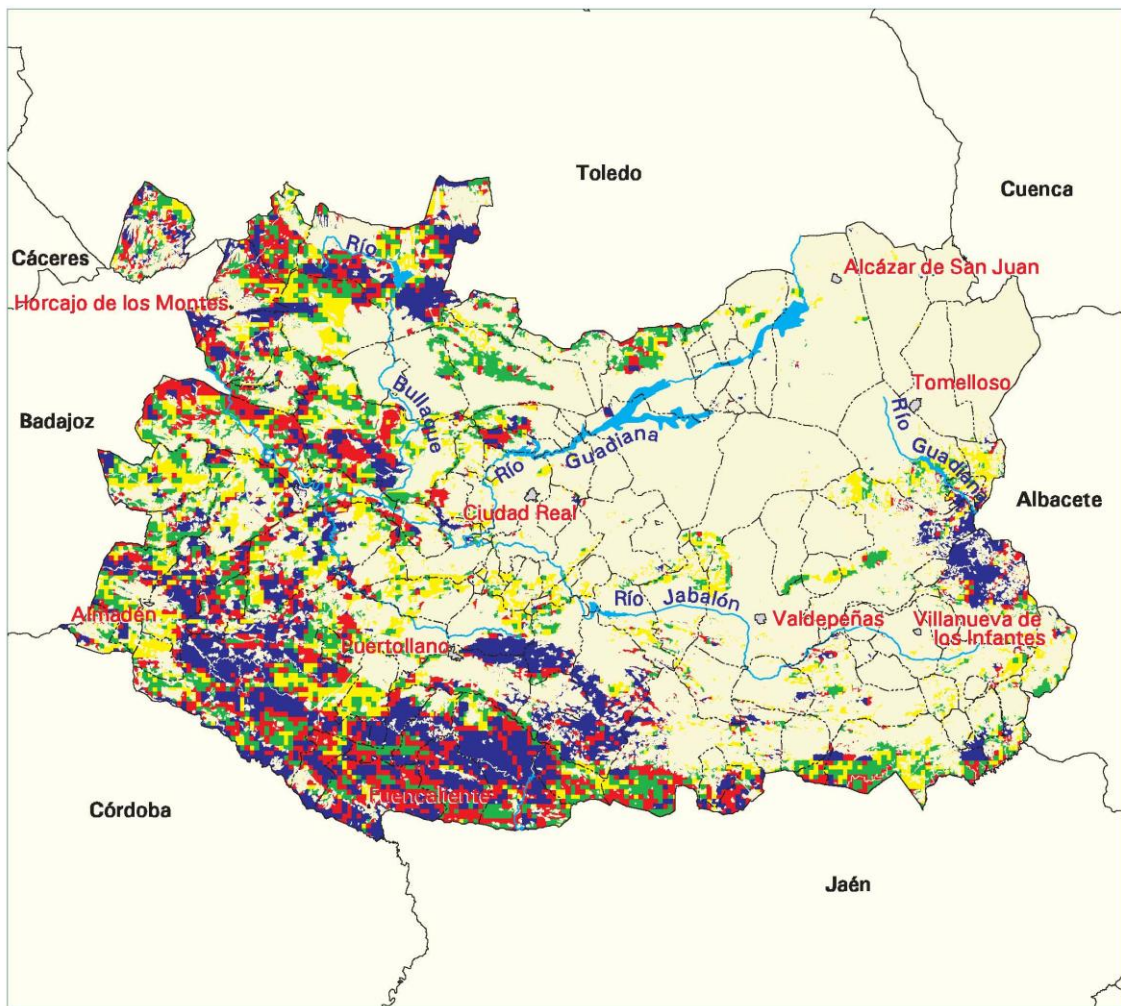 Toledo
Cuenca
Río
Cáceres
Alcázar de San Juan
Horcajo de los Montes
Tomelloso
Badajoz
Bullaque
Río
Guadiana
Río
Guadiana
Albacete
Ciudad Real
Río Jabalón
Almadén
Valdepeñas
Villanueva de
los Infantes
Puertollano
Fuencaliente
Córdoba
Jaén